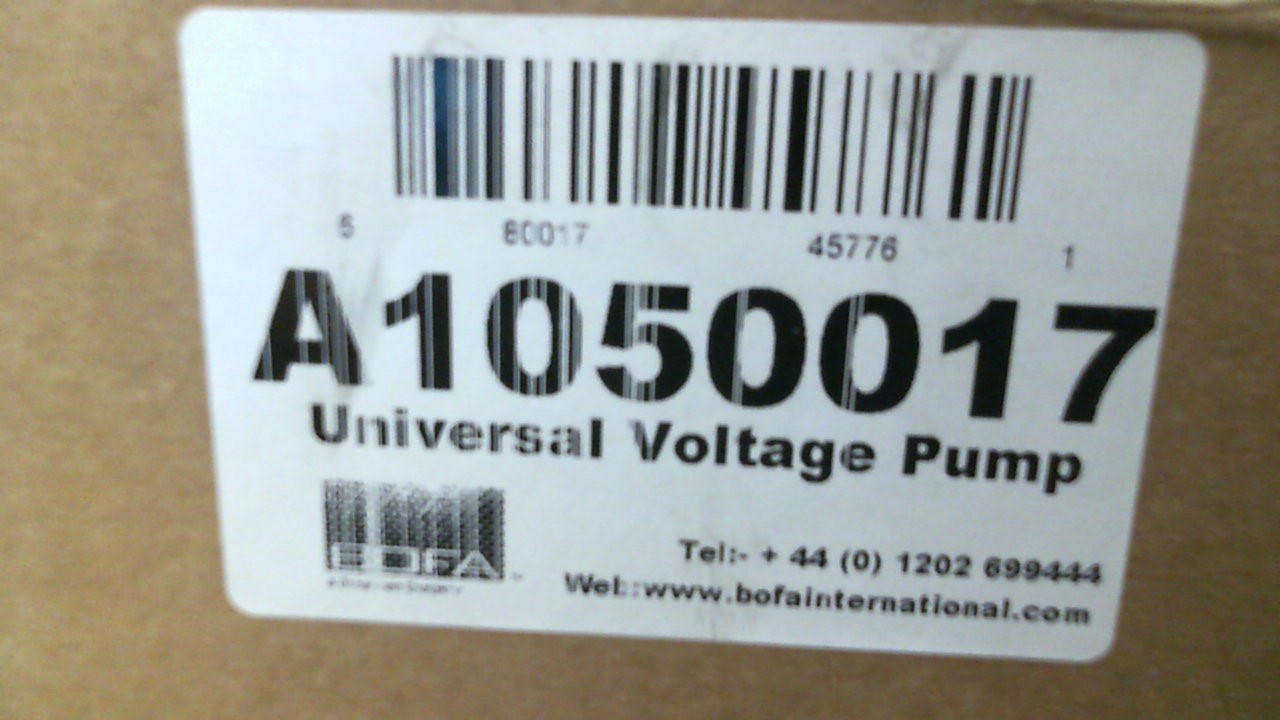 5 80017 45776 1
A1050017
Universal Voltage Pump
BOFA
Tel:- + 44 (0) 1202 699444
Web:www.bofainternational.com